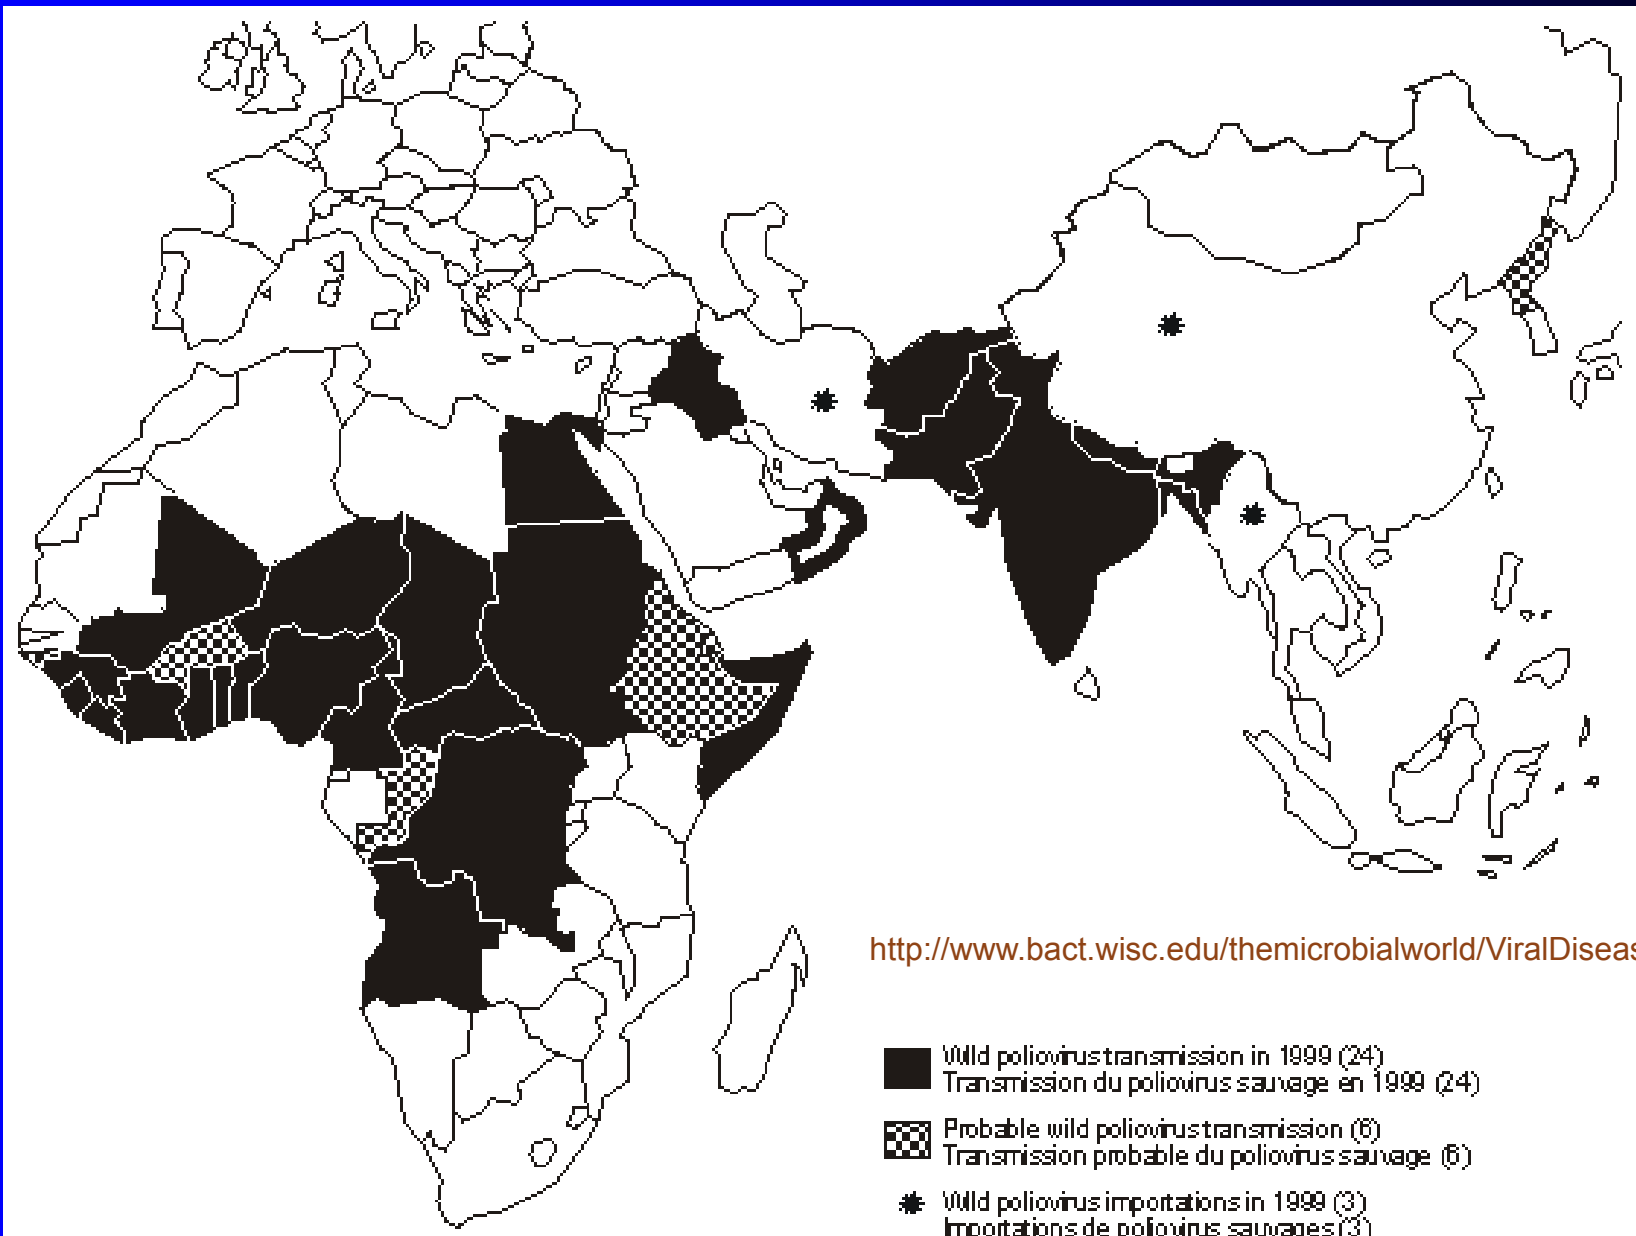 http://www.bact.wisc.edu/themicrobialworld/ViralDiseas
Wild poliovirus transmission in 1999 (24)
Transmission du poliovirus sauvage en 1999 (24)
Probable wild poliovirus transmission (6)
Transmission probable du poliovirus sauvage (6)
Wild poliovirus importations in 1999 (3)
Importations de poliovirus sauvages (3)